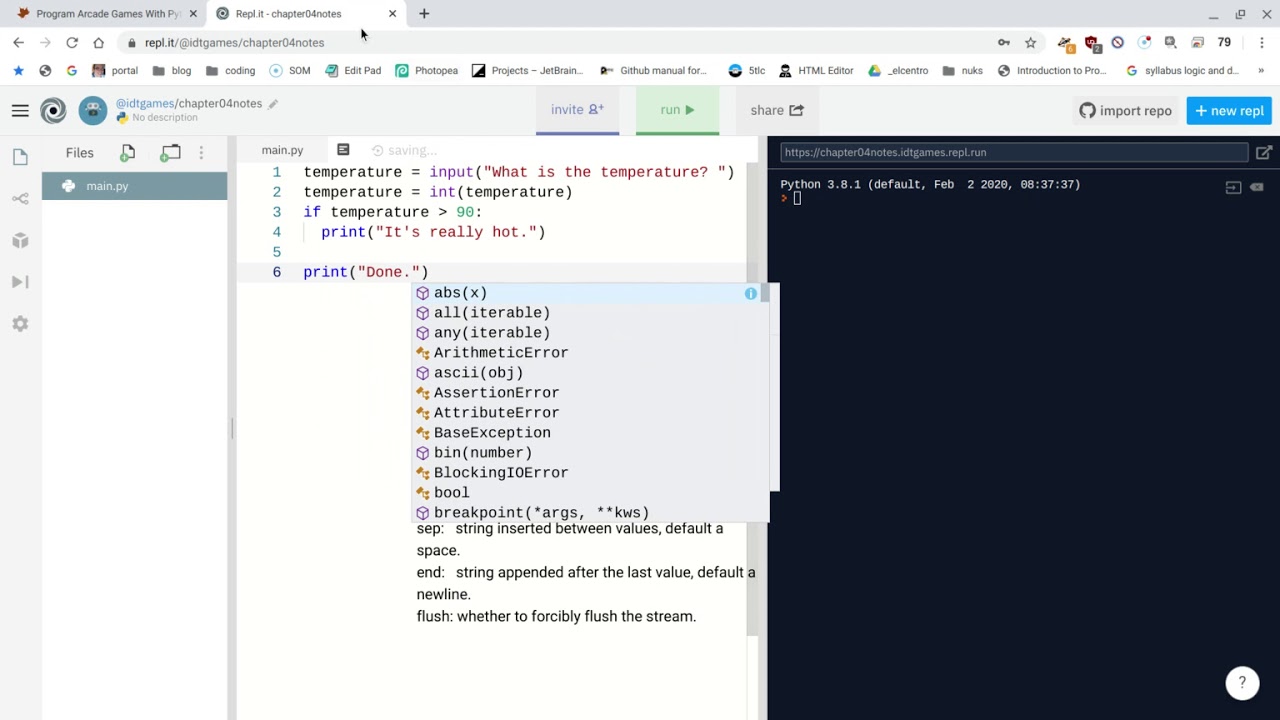 Program Arcade Games With Py
Repl.it - chapter04notes
repl.it/@idtgames/chapter04notes
6
2
79
portal
blog
coding
SOM
Edit Pad
Photopea
Projects – JetBrain...
Github manual for...
5tlc
HTML Editor
_elcentro
nuks
Introduction to Pro...
syllabus logic and d...
»
@idtgames/chapter04notes
No description
invite
run
share
import repo
+ new repl
Files
main.py
main.py
saving...
1 temperature = input("What is the temperature? ")
2 temperature = int(temperature)
3 if temperature > 90:
4 print("It's really hot.")
5
6 print("Done.")
abs(x)
all(iterable)
any(iterable)
ArithmeticError
ascii(obj)
AssertionError
AttributeError
BaseException
bin(number)
BlockingIOError
bool
breakpoint(*args, **kws)
sep: string inserted between values, default a
space.
end: string appended after the last value, default a
newline.
flush: whether to forcibly flush the stream.
https://chapter04notes.idtgames.repl.run
Python 3.8.1 (default, Feb  2 2020, 08:37:37)
>
?